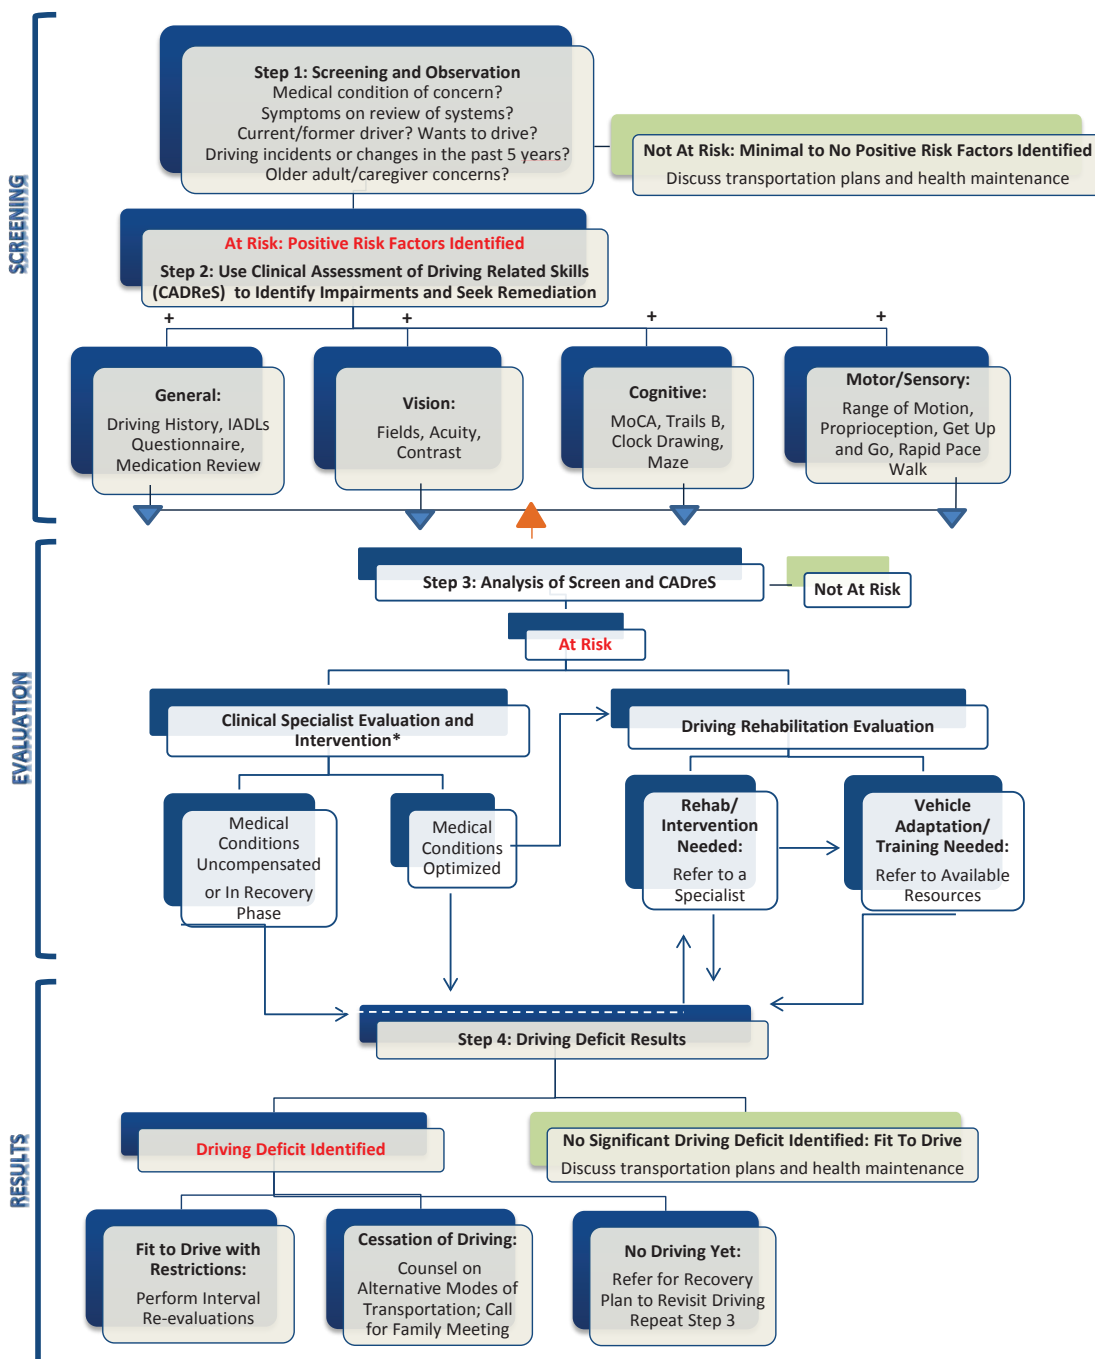 SCREENING
Step 1: Screening and Observation
Medical condition of concern?
Symptoms on review of systems?
Current/former driver? Wants to drive?
Driving incidents or changes in the past 5 years?
Older adult/caregiver concerns?
Not At Risk: Minimal to No Positive Risk Factors Identified
Discuss transportation plans and health maintenance
At Risk: Positive Risk Factors Identified
Step 2: Use Clinical Assessment of Driving Related Skills
(CADReS) to Identify Impairments and Seek Remediation
+
+
+
+
General:
Driving History, IADLs
Questionnaire,
Medication Review
Vision:
Fields, Acuity,
Contrast
Cognitive:
MoCA, Trails B,
Clock Drawing,
Maze
Motor/Sensory:
Range of Motion,
Proprioception, Get Up
and Go, Rapid Pace
Walk
EVALUATION
Step 3: Analysis of Screen and CADreS
Not At Risk
At Risk
Clinical Specialist Evaluation and
Intervention*
Driving Rehabilitation Evaluation
Medical
Conditions
Uncompensated
or In Recovery
Phase
Medical
Conditions
Optimized
Rehab/
Intervention
Needed:
Refer to a
Specialist
Vehicle
Adaptation/
Training Needed:
Refer to Available
Resources
RESULTS
Step 4: Driving Deficit Results
Driving Deficit Identified
No Significant Driving Deficit Identified: Fit To Drive
Discuss transportation plans and health maintenance
Fit to Drive with
Restrictions:
Perform Interval
Re-evaluations
Cessation of Driving:
Counsel on
Alternative Modes of
Transportation; Call
for Family Meeting
No Driving Yet:
Refer for Recovery
Plan to Revisit Driving
Repeat Step 3